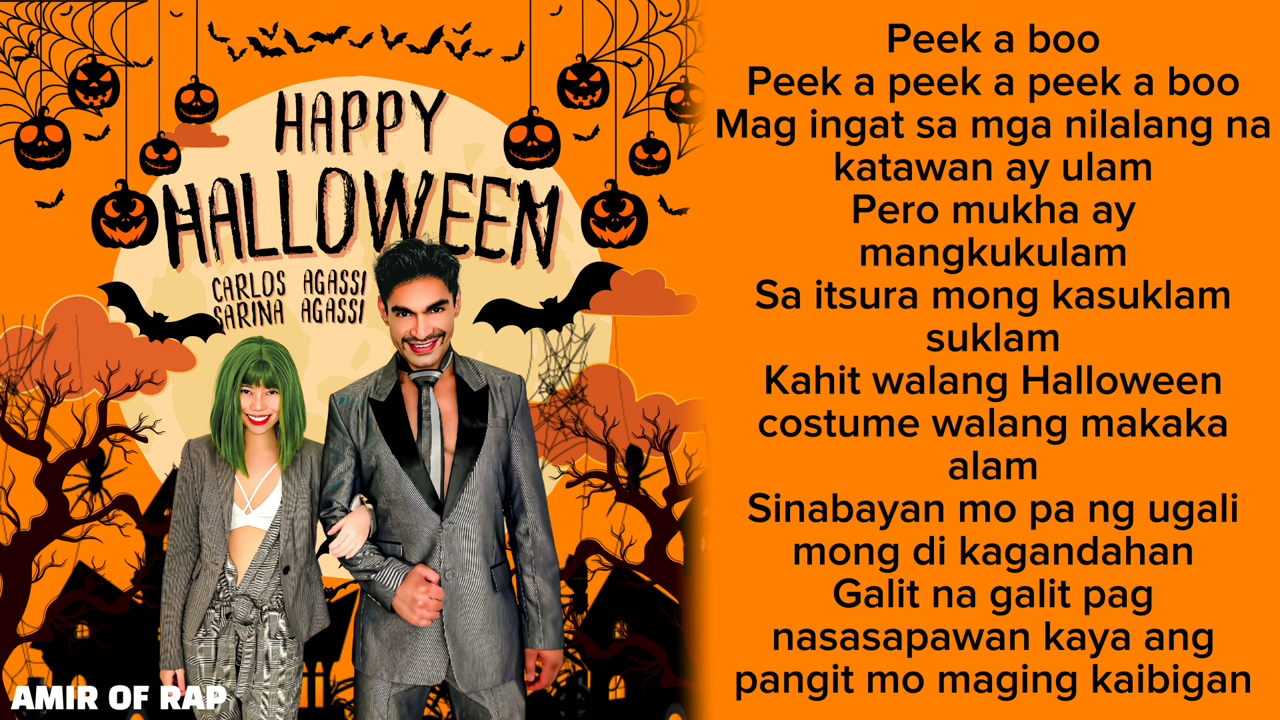 HAPPY
HALLOWEEN
CARLOS AGASSI
SARINA AGASSI
AMIR OF RAP
Peek a boo
Peek a peek a peek a boo
Mag ingat sa mga nilalang na
katawan ay ulam
Pero mukha ay
mangkukulam
Sa itsura mong kasuklam
suklam
Kahit walang Halloween
costume walang makaka
alam
Sinabayan mo pa ng ugali
mong di kagandahan
Galit na galit pag
nasasapawan kaya ang
pangit mo maging kaibigan